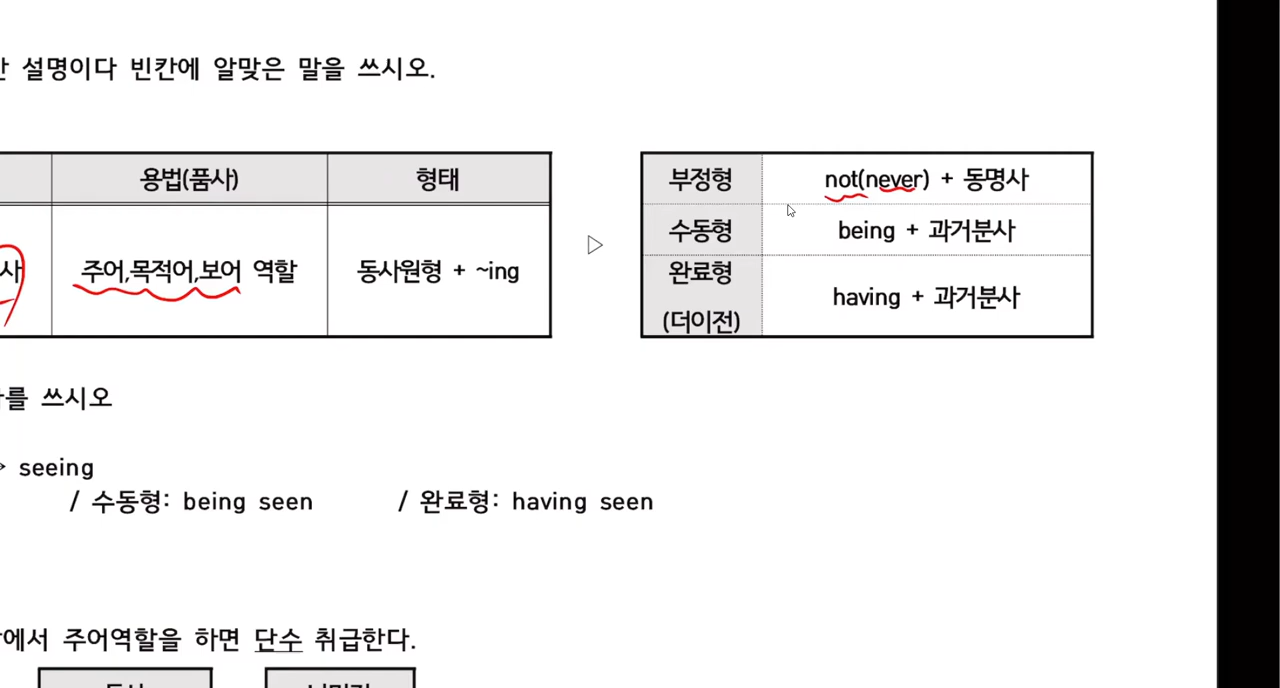 설명이다 빈칸에 알맞은 말을 쓰시오.
용법(품사) 형태
사 주어,목적어,보어 역할 동사원형 + ~ing
부정형 not(never) + 동명사
수동형 being + 과거분사
완료형
(더이전)
having + 과거분사
를 쓰시오
seeing
/ 수동형: being seen / 완료형: having seen
에서 주어역할을 하면 단수 취급한다.